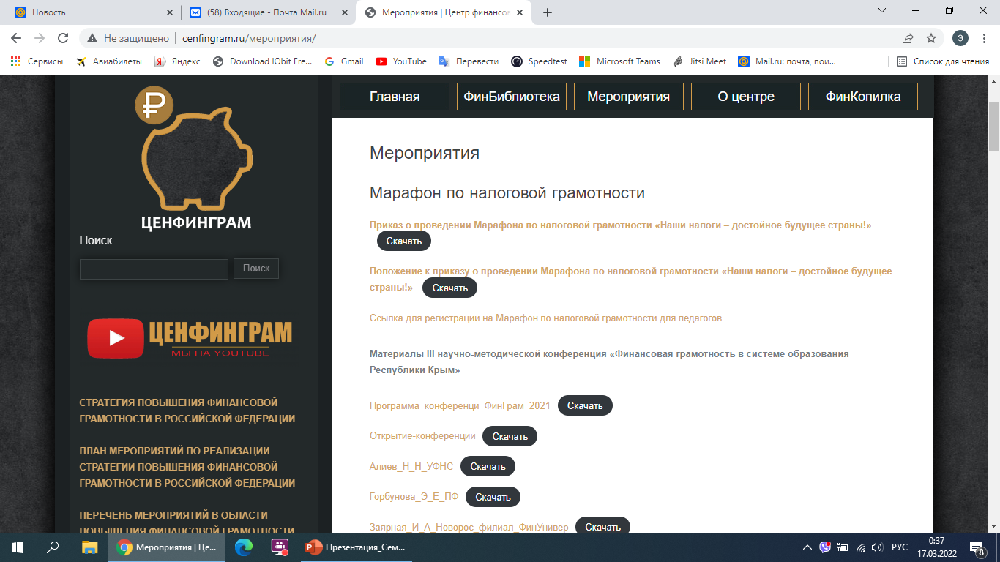 Новость
(58) Входящие - Почта Mail.ru
Мероприятия | Центр финансов
Не защищено
cenfingram.ru/мероприятия/
Э
Сервисы
Авиабилеты
Яндекс
Download IObit Fre...
Gmail
YouTube
Перевести
Speedtest
Microsoft Teams
Jitsi Meet
Mail.ru: почта, пои...
Список для чтения
ЦЕНФИНГРАМ
Поиск
Поиск
ЦЕНФИНГРАМ
МЫ НА YOUTUBE
СТРАТЕГИЯ ПОВЫШЕНИЯ ФИНАНСОВОЙ
ГРАМОТНОСТИ В РОССИЙСКОЙ ФЕДЕРАЦИИ
ПЛАН МЕРОПРИЯТИЙ ПО РЕАЛИЗАЦИИ
СТРАТЕГИИ ПОВЫШЕНИЯ ФИНАНСОВОЙ
ГРАМОТНОСТИ В РОССИЙСКОЙ ФЕДЕРАЦИИ
ПЕРЕЧЕНЬ МЕРОПРИЯТИЙ В ОБЛАСТИ
ПОВЫШЕНИЯ ФИНАНСОВОЙ ГРАМОТНОСТИ
Главная
ФинБиблиотека
Мероприятия
О центре
ФинКопилка
Мероприятия
Марафон по налоговой грамотности
Приказ о проведении Марафона по налоговой грамотности «Наши налоги – достойное будущее страны!»
Скачать
Положение к приказу о проведении Марафона по налоговой грамотности «Наши налоги – достойное будущее
страны!» Скачать
Ссылка для регистрации на Марафон по налоговой грамотности для педагогов
Материалы III научно-методической конференция «Финансовая грамотность в системе образования
Республики Крым»
Программа_конференци_ФинГрам_2021 Скачать
Открытие-конференции Скачать
Алиев_Н_Н_УФНС Скачать
Горбунова_Э_Е_ПФ Скачать
Заярная_И_А_Новорос_филиал_ФинУнивер Скачать
Мероприятия | Це...
Презентация_Сем...
РУС
0:37
17.03.2022
8